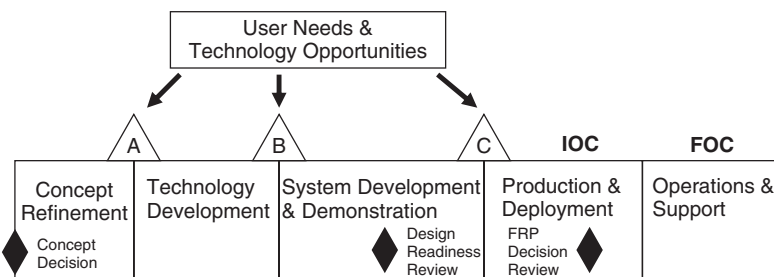 User Needs &
Technology Opportunities
A
B
C
IOC
FOC
Concept
Refinement
Technology
Development
System Development
& Demonstration
Production &
Deployment
Operations &
Support
Concept
Decision
Design
Readiness
Review
FRP
Decision
Review